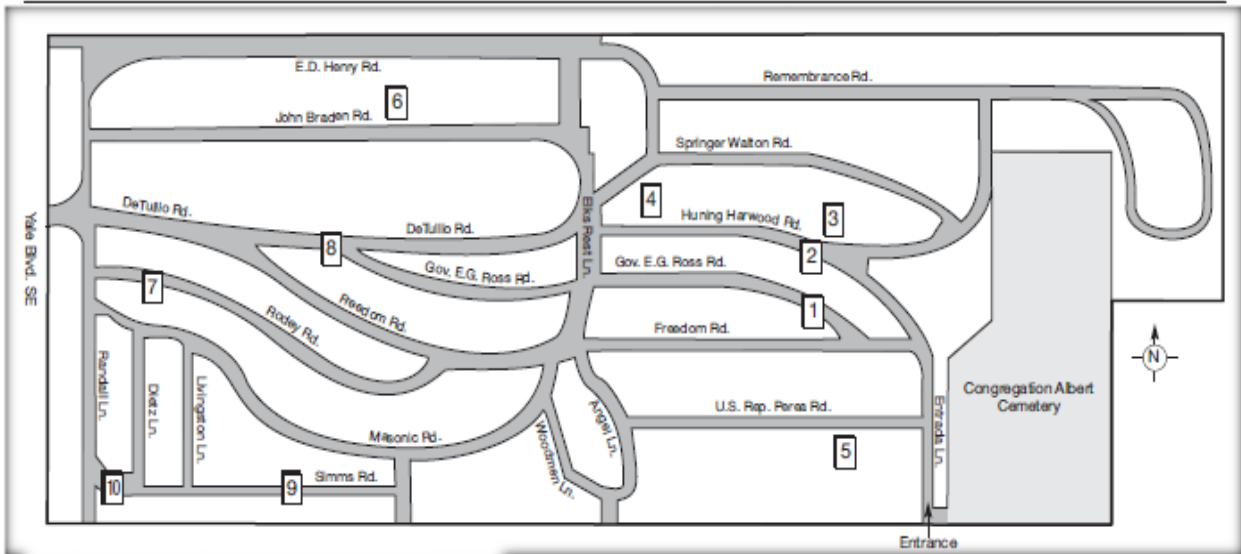 E.D. Henry Rd.
Remembrance Rd.
6
John Braden Rd.
Springer Walton Rd.
4
DeTullio Rd.
Elks Rest Ln.
Huning Harwood Rd.
3
Yale Blvd. SE
DeTullio Rd.
8
2
Gov. E.G. Ross Rd.
Gov. E.G. Ross Rd.
7
Freedom Rd.
1
Rodey Rd.
Freedom Rd.
N
Randall Ln.
Dietz Ln.
Livingston Ln.
Congregation Albert
Cemetery
Angel Ln.
U.S. Rep. Perea Rd.
Entrada Ln.
Masonic Rd.
Woodmen Ln.
5
10
9
Simms Rd.
Entrance